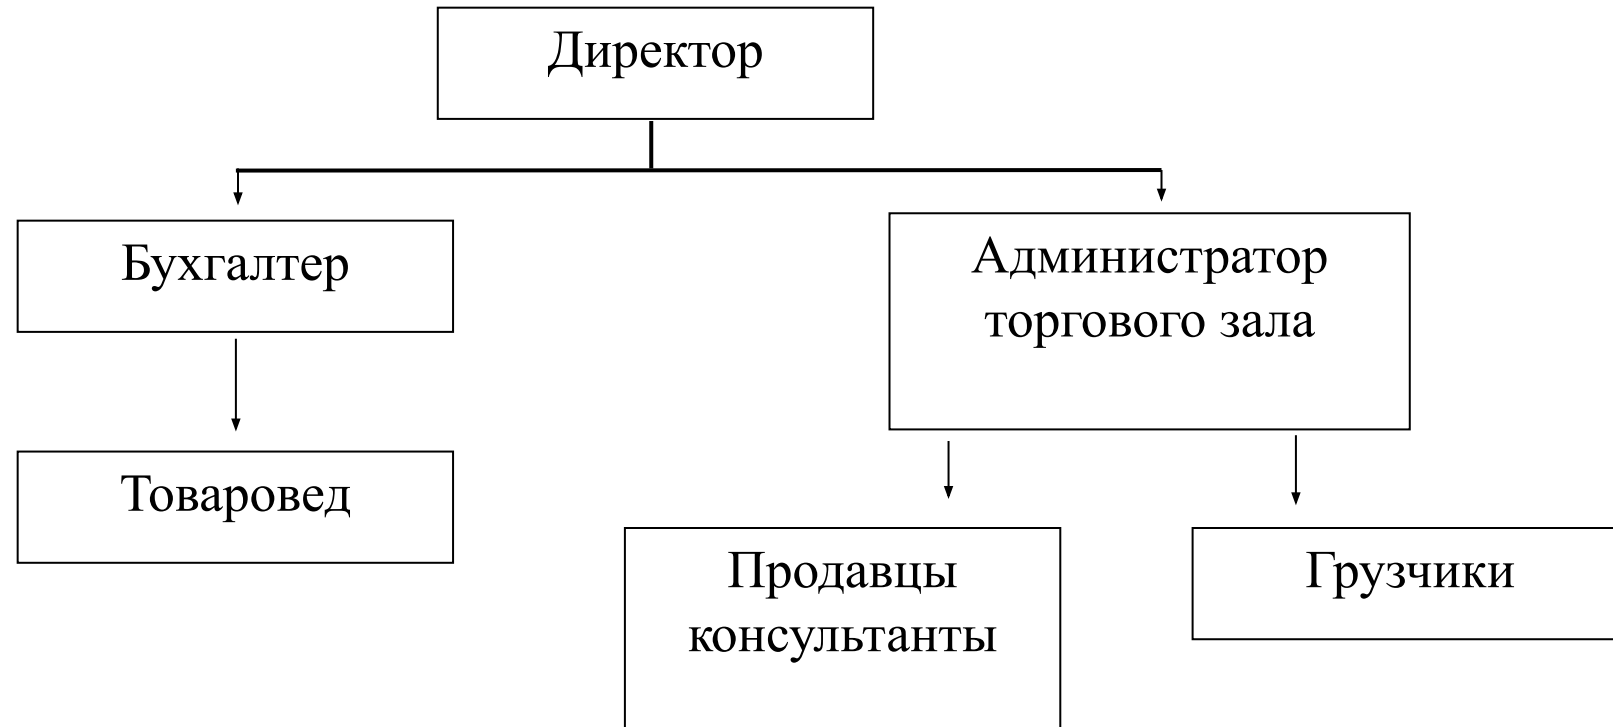 Директор
Бухгалтер
Администратор
торгового зала
Товаровед
Продавцы
консультанты
Грузчики